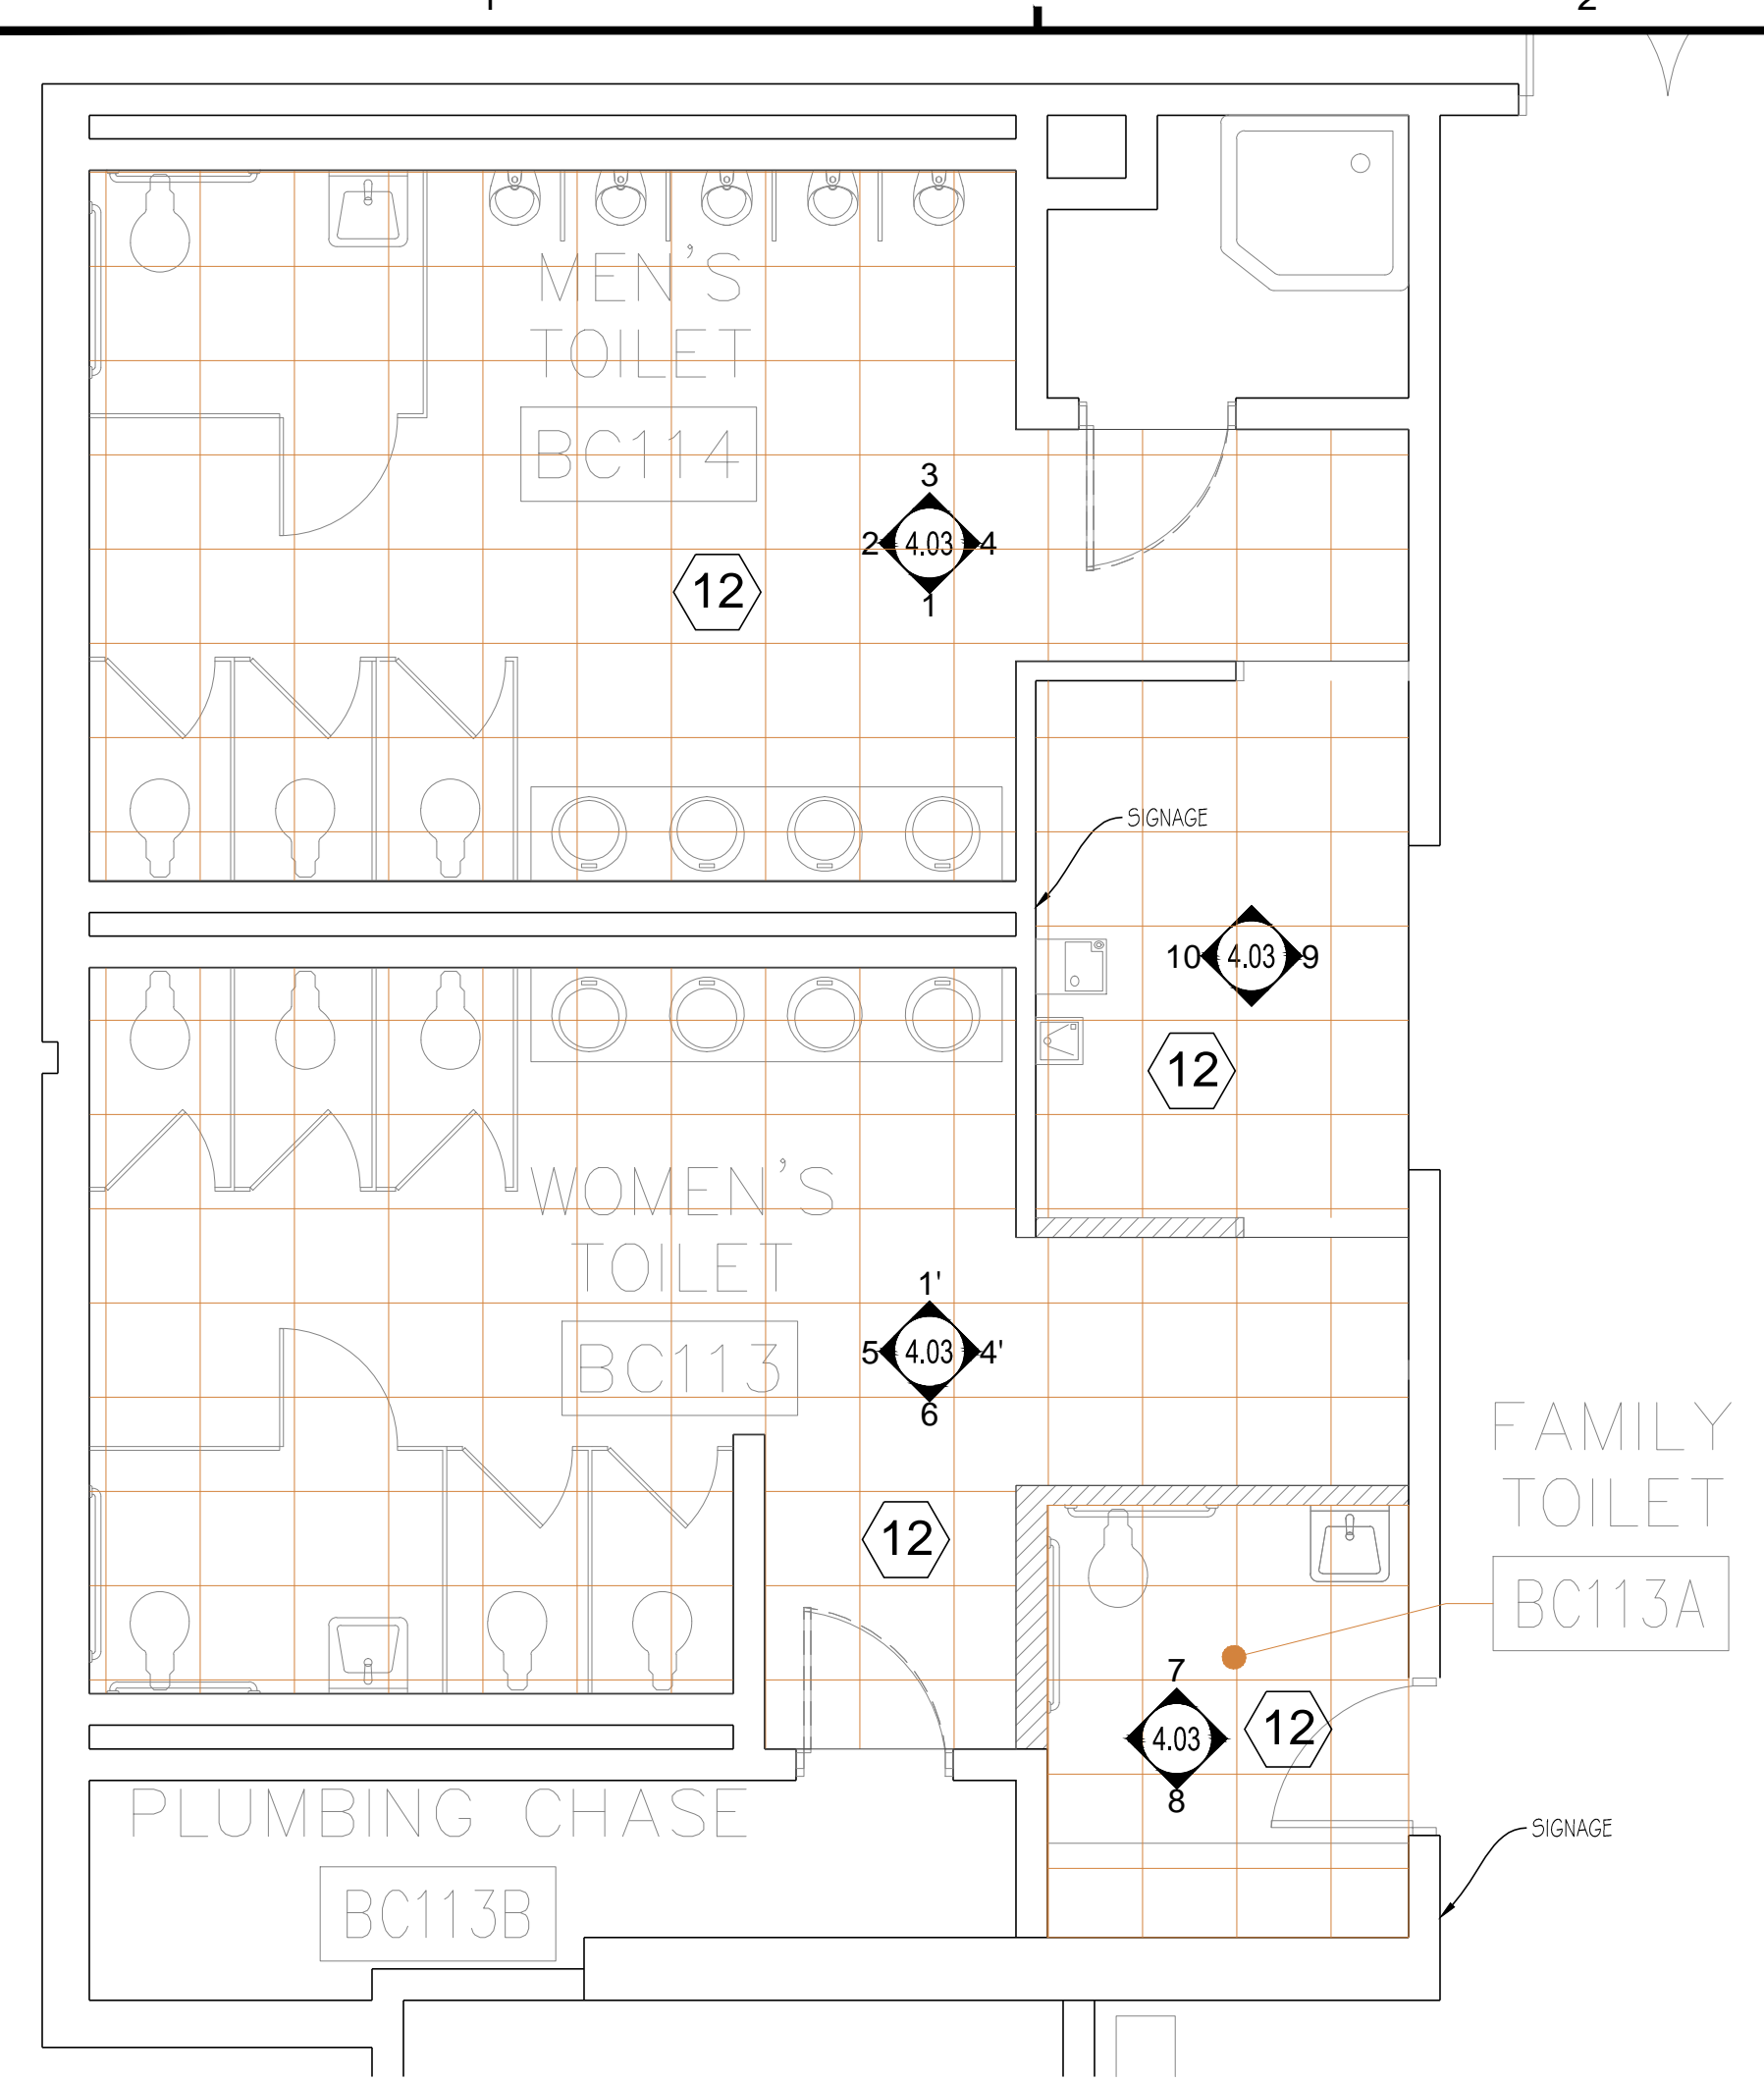 1
2
MEN'S
TOILET
BC114
3
2 4.03 4
1
12
SIGNAGE
10 4.03 9
12
WOMEN'S
TOILET
BC113
1'
5 4.03 4'
6
12
FAMILY
TOILET
BC113A
7
4.03
8
12
PLUMBING CHASE
BC113B
SIGNAGE